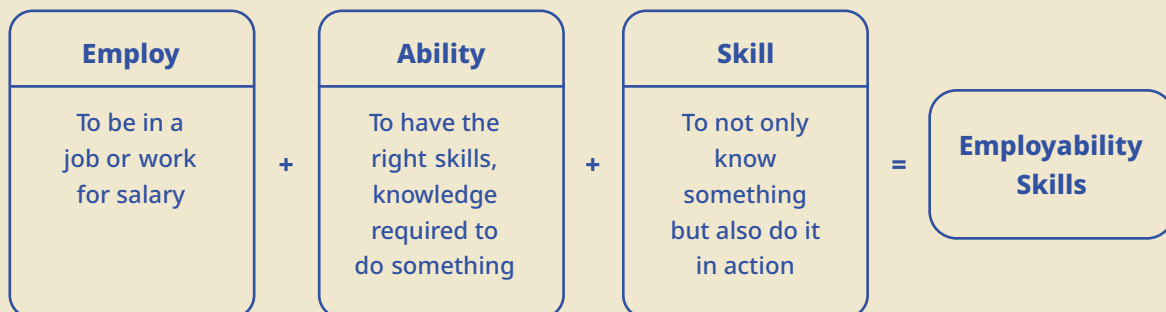 Employ
To be in a
job or work
for salary
+
Ability
To have the
right skills,
knowledge
required to
do something
+
Skill
To not only
know
something
but also do it
in action
=
Employability
Skills